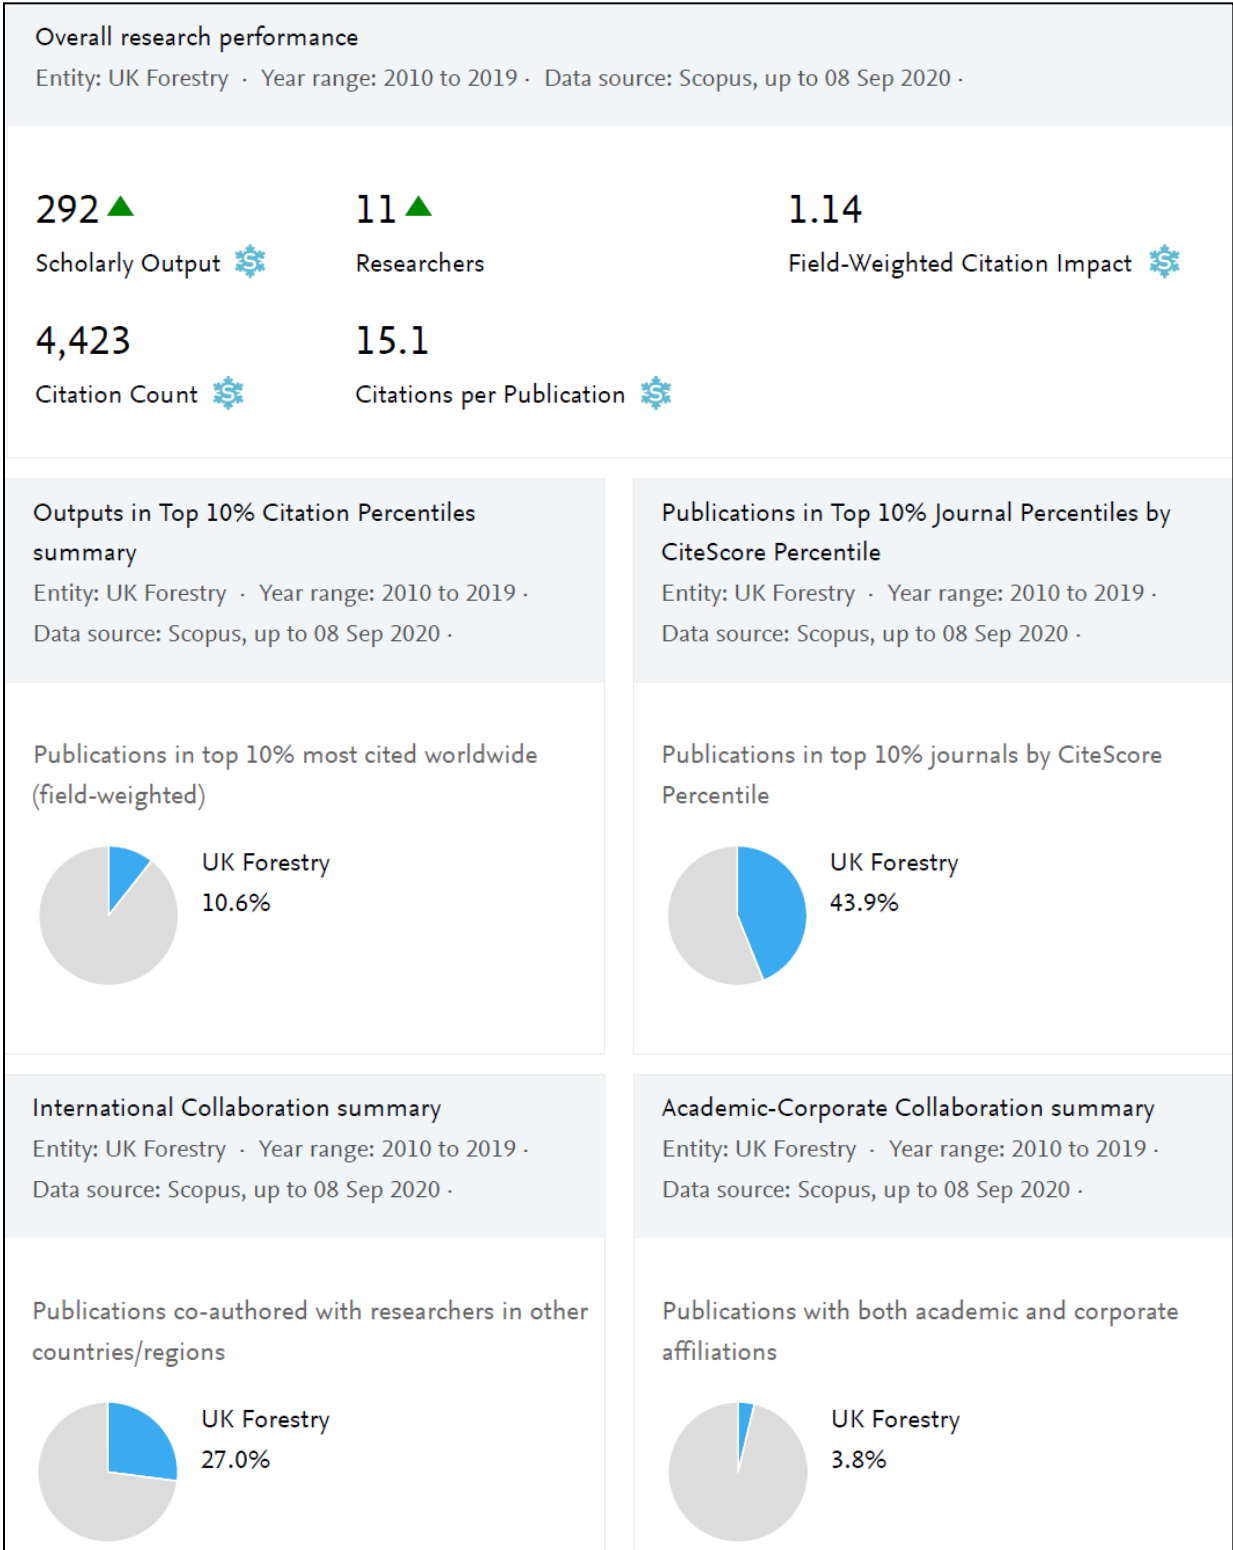 Overall research performance
Entity: UK Forestry · Year range: 2010 to 2019 · Data source: Scopus, up to 08 Sep 2020 ·
292
Scholarly Output
11
Researchers
1.14
Field-Weighted Citation Impact
4,423
Citation Count
15.1
Citations per Publication
Outputs in Top 10% Citation Percentiles
summary
Entity: UK Forestry · Year range: 2010 to 2019 ·
Data source: Scopus, up to 08 Sep 2020 ·
Publications in top 10% most cited worldwide
(field-weighted)
UK Forestry
10.6%
Publications in Top 10% Journal Percentiles by
CiteScore Percentile
Entity: UK Forestry · Year range: 2010 to 2019 ·
Data source: Scopus, up to 08 Sep 2020 ·
Publications in top 10% journals by CiteScore
Percentile
UK Forestry
43.9%
International Collaboration summary
Entity: UK Forestry · Year range: 2010 to 2019 ·
Data source: Scopus, up to 08 Sep 2020 ·
Publications co-authored with researchers in other
countries/regions
UK Forestry
27.0%
Academic-Corporate Collaboration summary
Entity: UK Forestry · Year range: 2010 to 2019 ·
Data source: Scopus, up to 08 Sep 2020 ·
Publications with both academic and corporate
affiliations
UK Forestry
3.8%